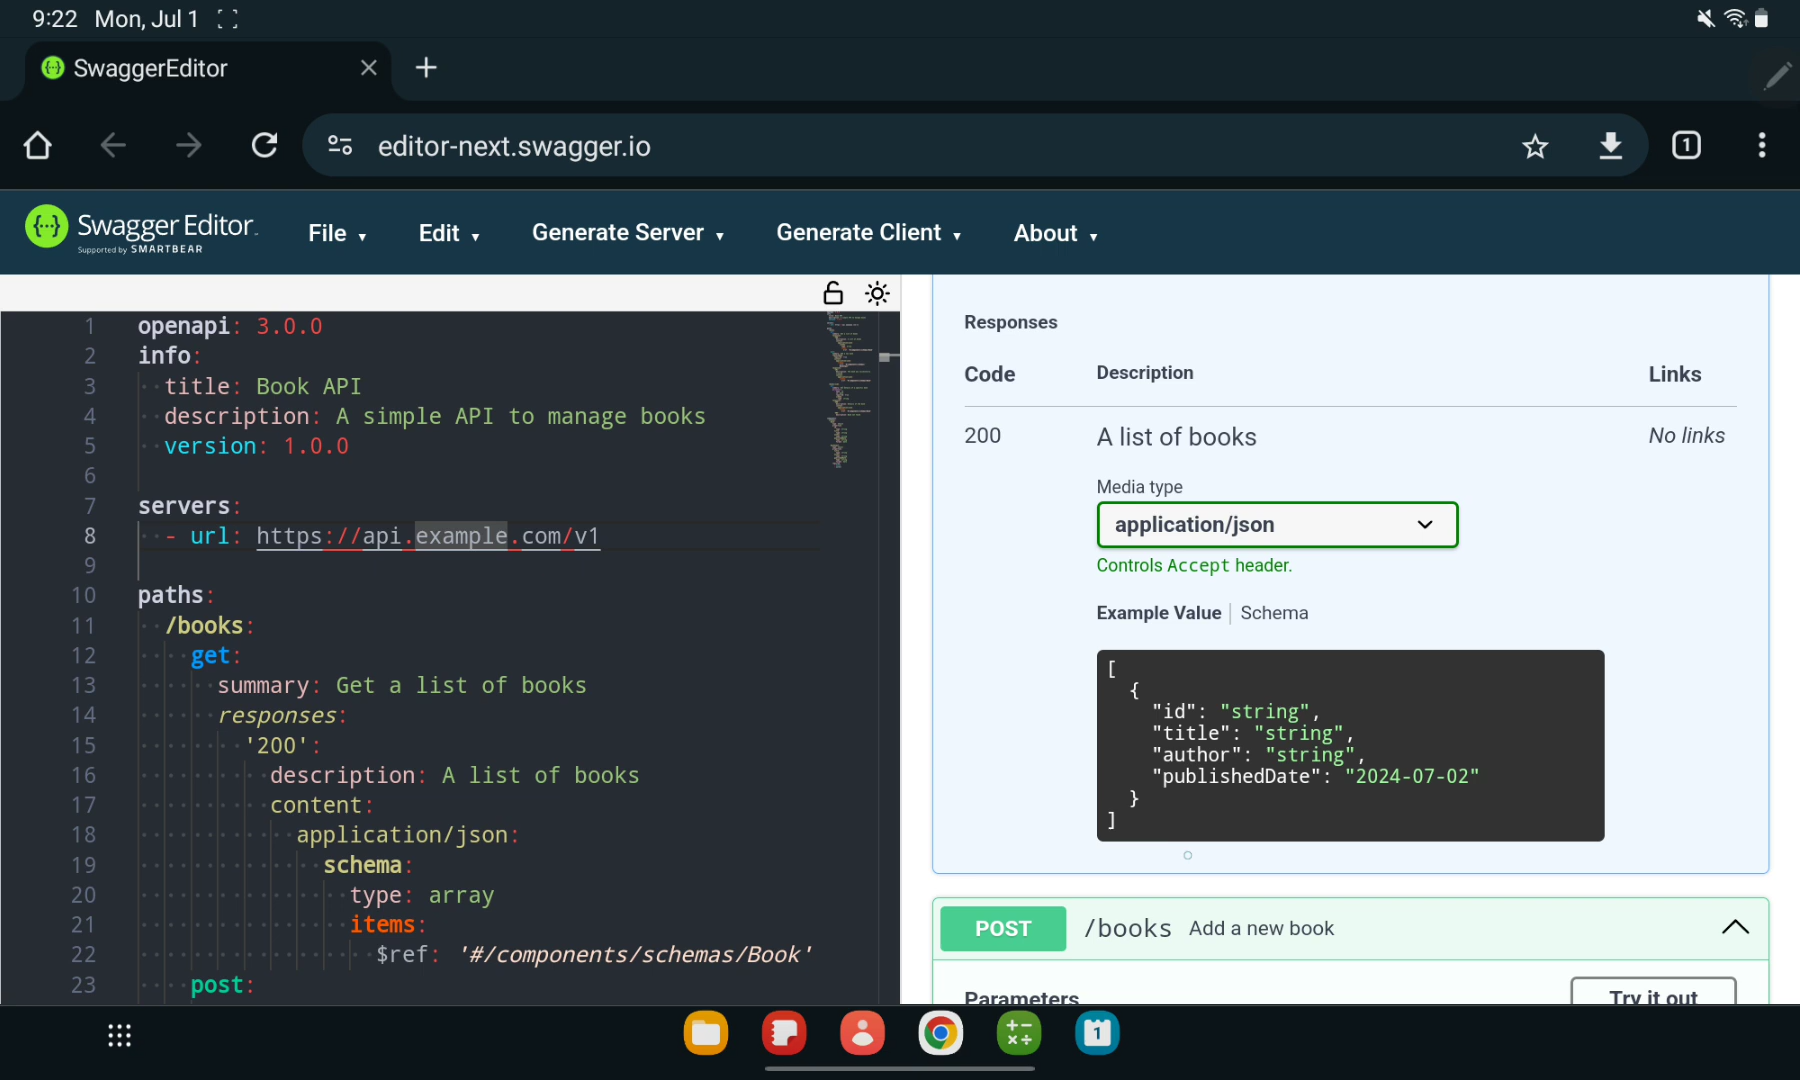 9:22 Mon, Jul 1
SwaggerEditor
editor-next.swagger.io
1
Swagger Editor
Supported by SMARTBEAR
File Edit Generate Server Generate Client About
1 openapi: 3.0.0
2 info:
3 title: Book API
4 description: A simple API to manage books
5 version: 1.0.0
6
7 servers:
8 - url: https://api.example.com/v1
9
10 paths:
11 /books:
12 get:
13 summary: Get a list of books
14 responses:
15 '200':
16 description: A list of books
17 content:
18 application/json:
19 schema:
20 type: array
21 items:
22 $ref: '#/components/schemas/Book'
23 post:
Responses
Code Description Links
200 A list of books No links
Media type
application/json
Controls Accept header.
Example Value Schema
[
{
"id": "string",
"title": "string",
"author": "string",
"publishedDate": "2024-07-02"
}
]
POST /books Add a new book
Parameters Try it out
1